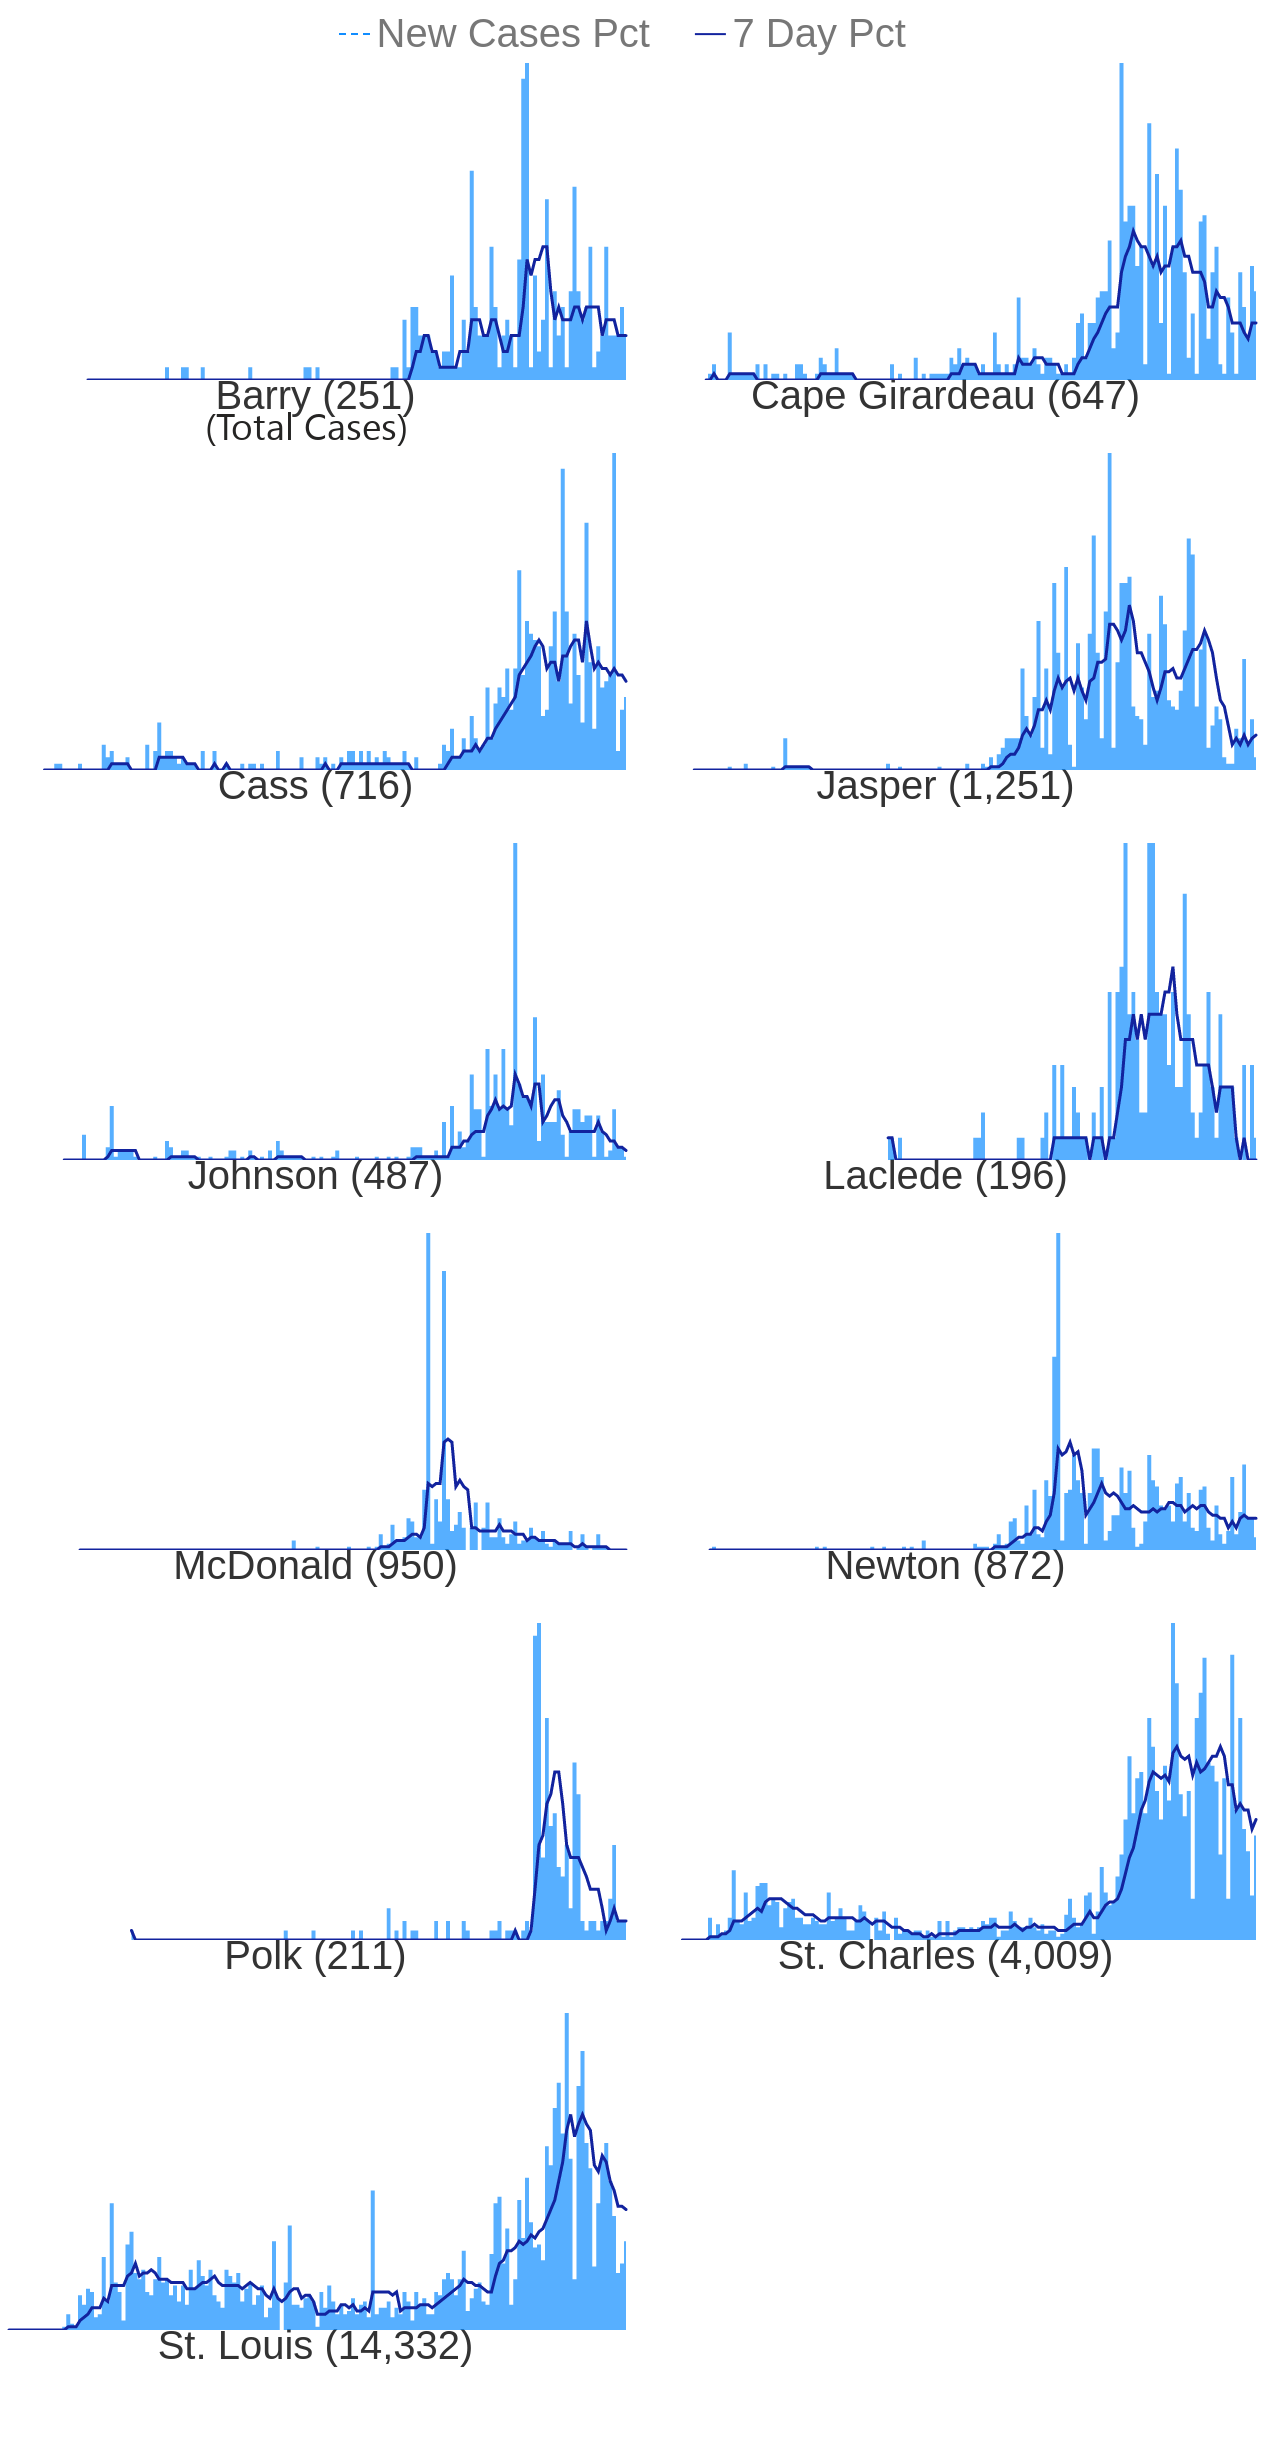 New Cases Pct 7 Day Pct
Barry (251)
(Total Cases)
Cape Girardeau (647)
Cass (716)
Jasper (1,251)
Johnson (487)
Laclede (196)
McDonald (950)
Newton (872)
Polk (211)
St. Charles (4,009)
St. Louis (14,332)